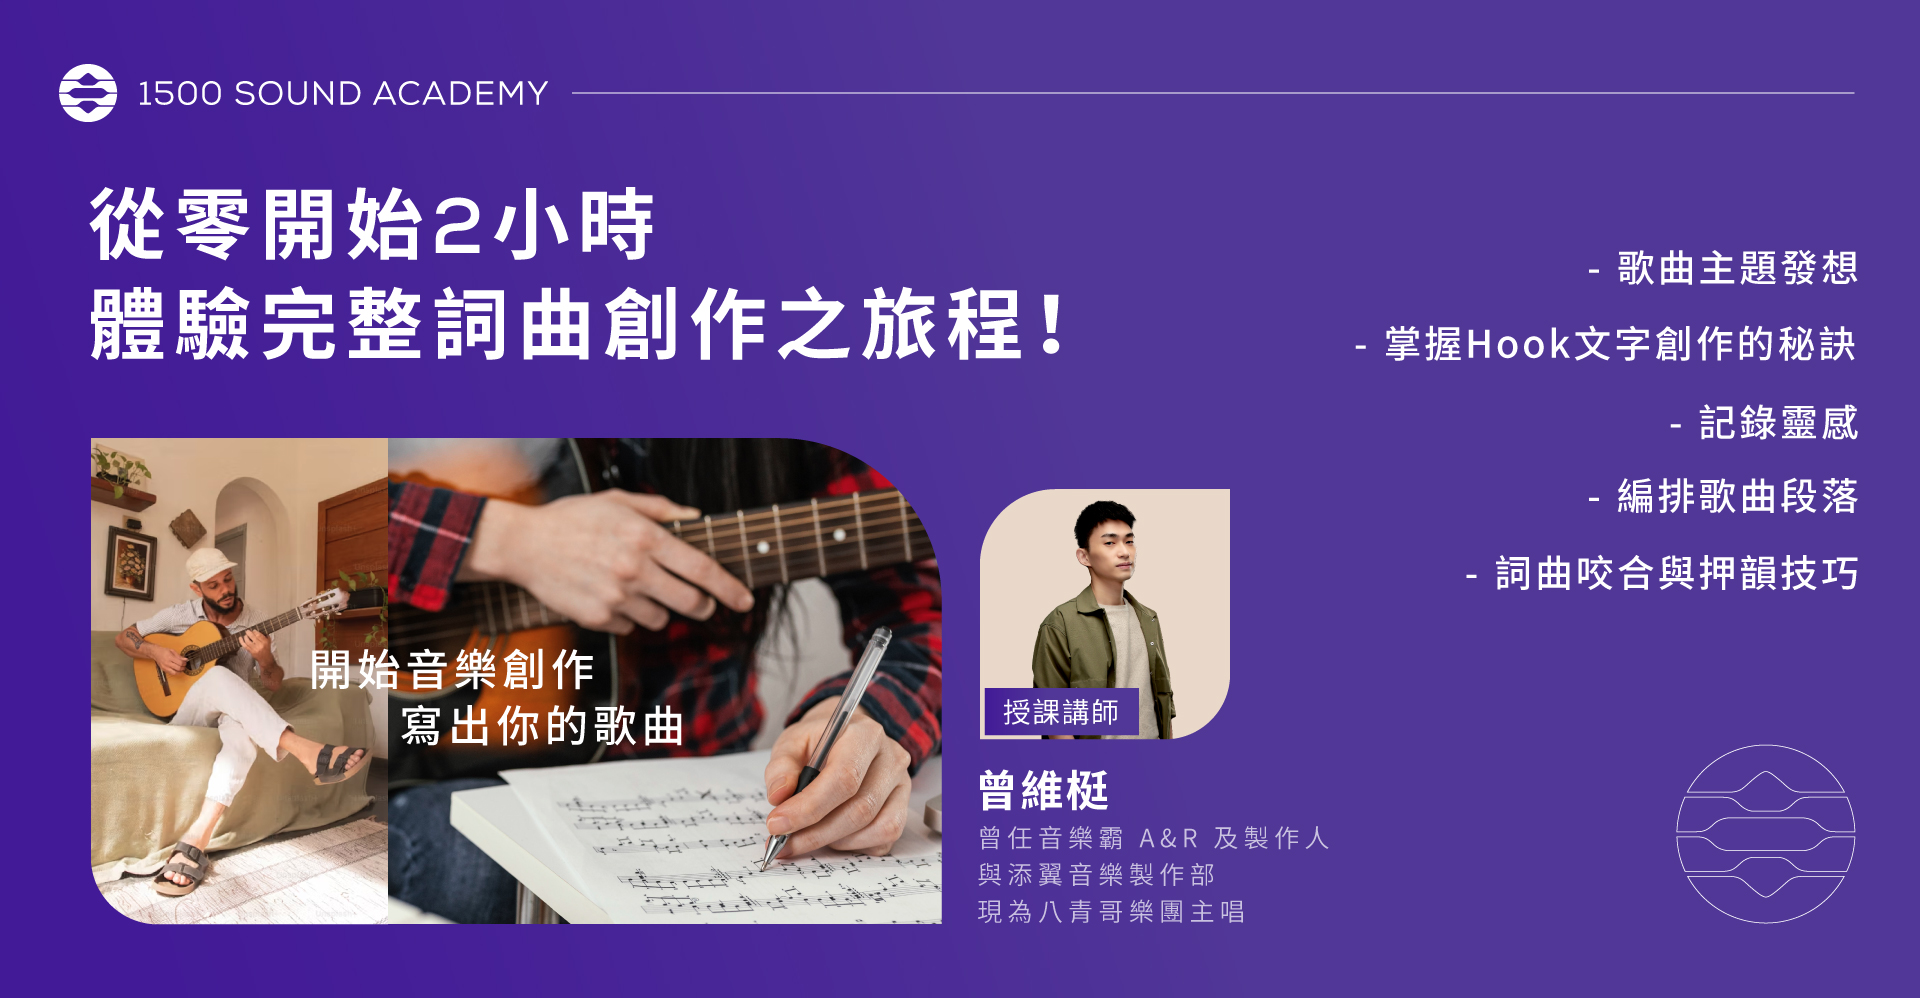 1500 SOUND ACADEMY
從零開始2小時
體驗完整詞曲創作之旅程！
- 歌曲主題發想
- 掌握Hook文字創作的秘訣
- 記錄靈感
- 編排歌曲段落
- 詞曲咬合與押韻技巧
開始音樂創作
寫出你的歌曲
授課講師
曾維梃
曾任音樂霸 A&R 及製作人
與添翼音樂製作部
現為八青哥樂團主唱